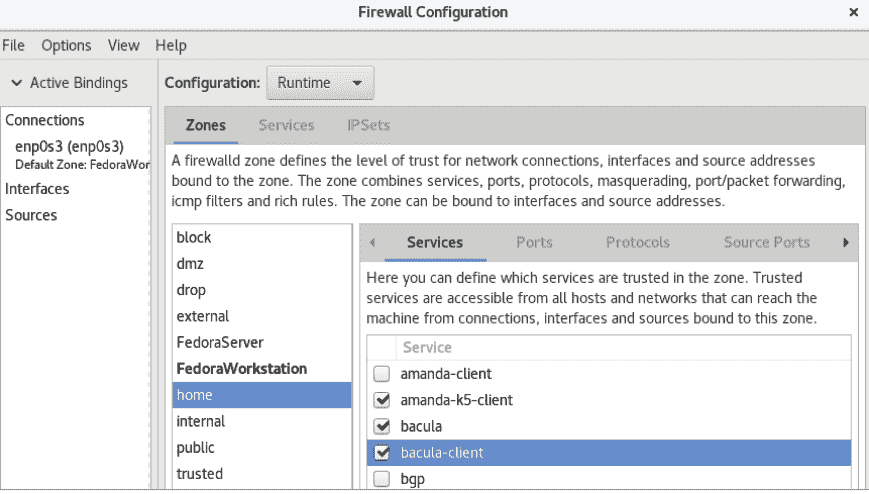 Firewall Configuration
File Options View Help
Active Bindings
Configuration: Runtime
Connections
enp0s3 (enp0s3)
Default Zone: FedoraWor
Interfaces
Sources
Zones Services IPSets
A firewalld zone defines the level of trust for network connections, interfaces and source addresses
bound to the zone. The zone combines services, ports, protocols, masquerading, port/packet forwarding,
icmp filters and rich rules. The zone can be bound to interfaces and source addresses.
block
dmz
drop
external
FedoraServer
FedoraWorkstation
home
internal
public
trusted
Services Ports Protocols Source Ports
Here you can define which services are trusted in the zone. Trusted
services are accessible from all hosts and networks that can reach the
machine from connections, interfaces and sources bound to this zone.
Service
amanda-client
amanda-k5-client
bacula
bacula-client
bgp